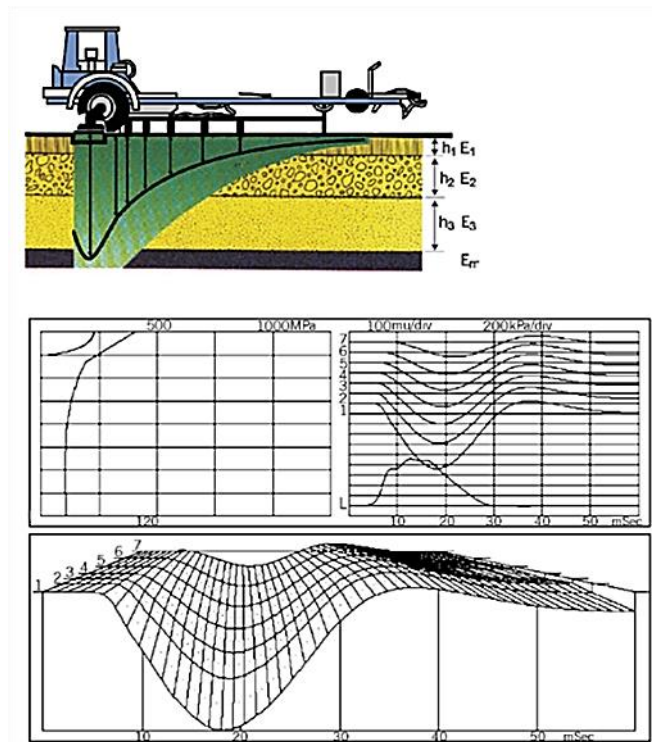 h₁ E₁
h₂ E₂
h₃ E₃
Eₘ
500 1000MPa
120
100mu/div 200kPa/div
7
6
5
4
3
2
1
L
10 20 30 40 50 mSec
1 2 3 4 5 6 7
10 20 30 40 50 mSec